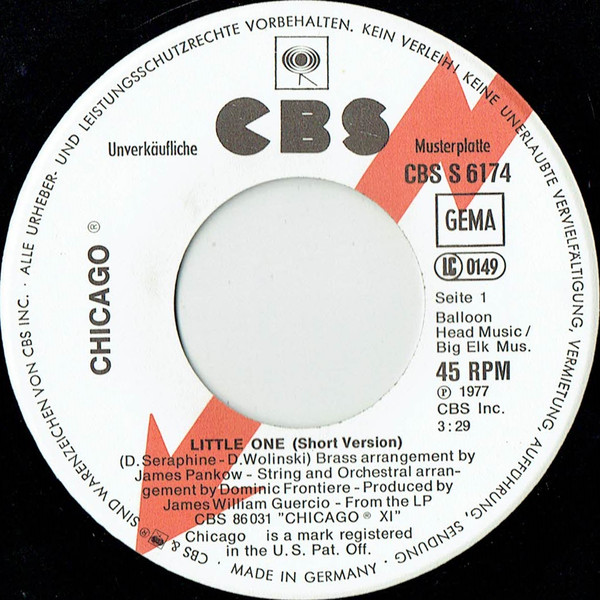 ALLE URHEBER- UND LEISTUNGSSCHUTZRECHTE VORBEHALTEN. KEIN VERLEIH! KEINE UNERLAUBTE VERVIELFÄLTIGUNG, VERMIETUNG, AUFFÜHRUNG, SENDUNG ·
CBS
Unverkäufliche
Musterplatte
CBS S 6174
GEMA
LC 0149
CHICAGO ®
Seite 1
Balloon
Head Music/
Big Elk Mus.
45 RPM
℗ 1977
CBS Inc.
3:29
LITTLE ONE (Short Version)
(D. Seraphine - D. Wolinski) Brass arrangement by
James Pankow - String and Orchestral arran-
gement by Dominic Frontiere - Produced by
James William Guercio - From the LP
CBS 86031 "CHICAGO ® XI"
Chicago is a mark registered
in the U.S. Pat. Off.
CBS & ® SIND WARENZEICHEN VON CBS INC. ·
· MADE IN GERMANY ·